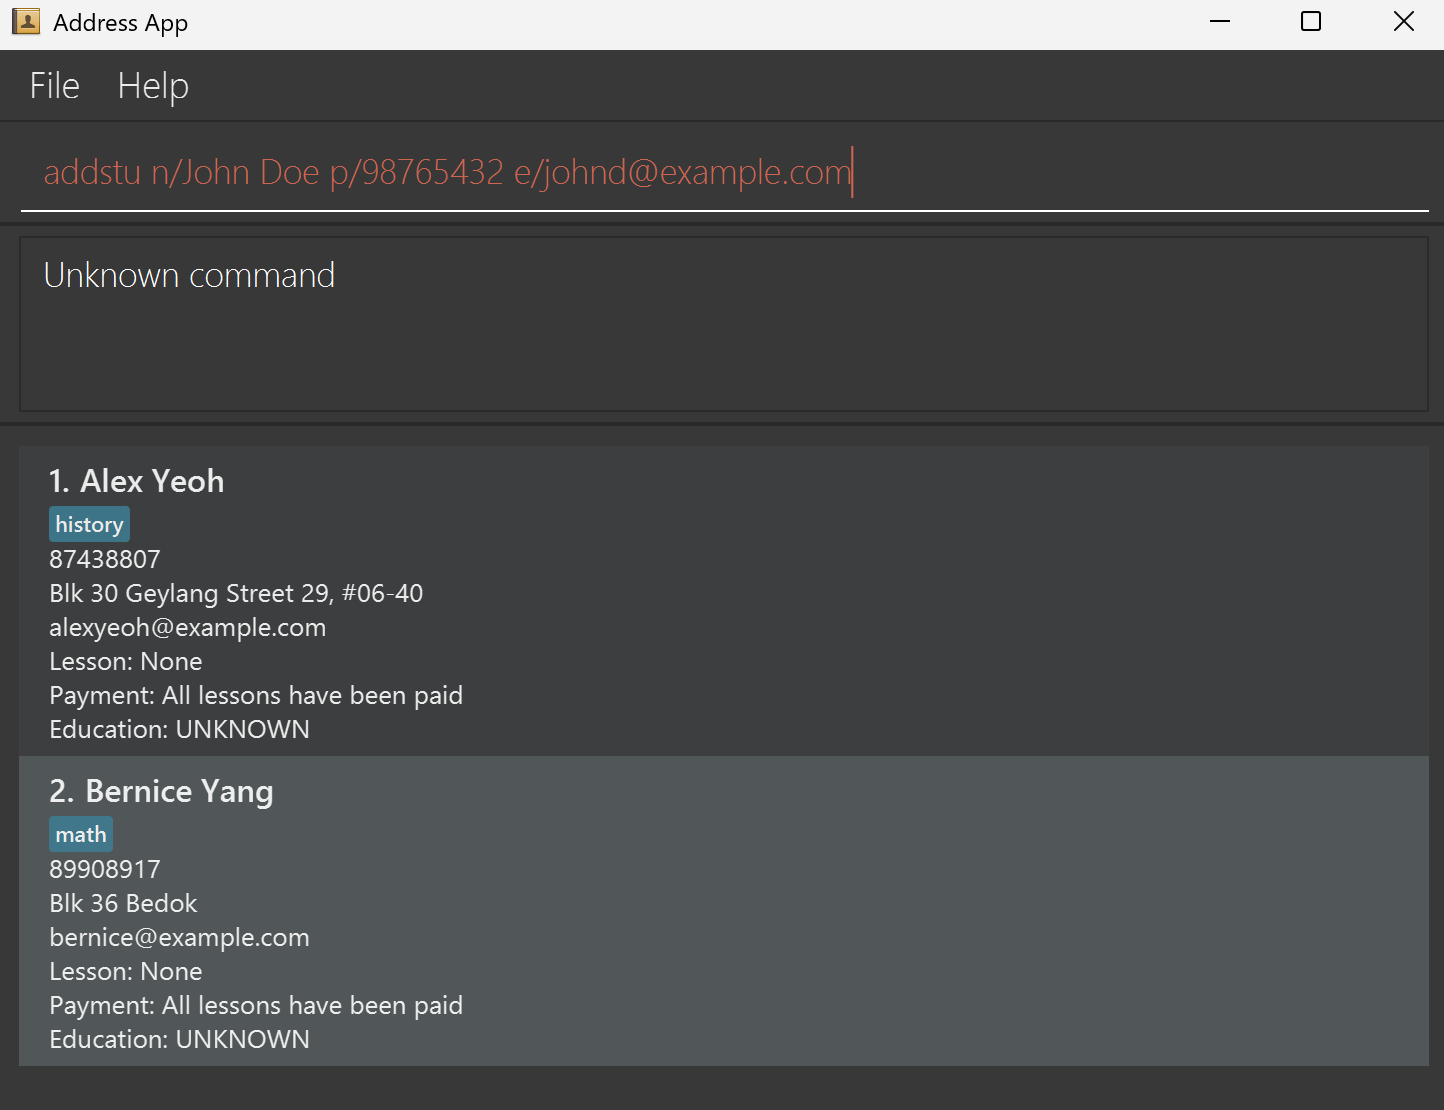 Address App
File Help
addstu n/John Doe p/98765432 e/johnd@example.com
Unknown command
1. Alex Yeoh
history
87438807
Blk 30 Geylang Street 29, #06-40
alexyeoh@example.com
Lesson: None
Payment: All lessons have been paid
Education: UNKNOWN
2. Bernice Yang
math
89908917
Blk 36 Bedok
bernice@example.com
Lesson: None
Payment: All lessons have been paid
Education: UNKNOWN